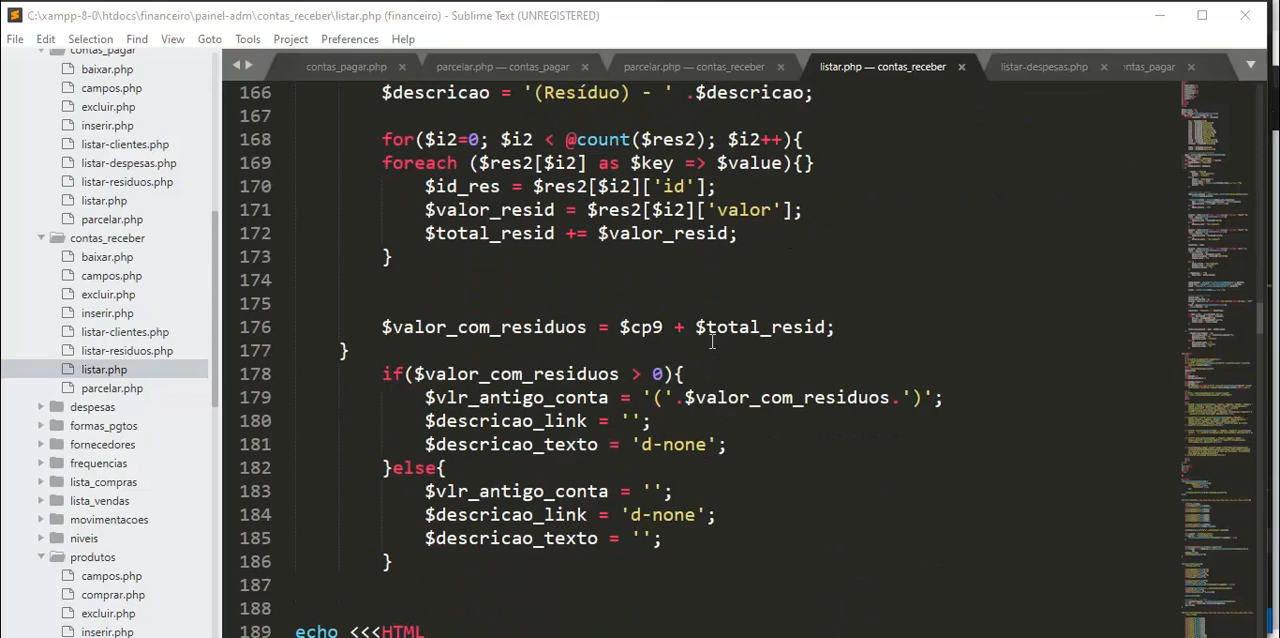 C:\xampp-8-0\htdocs\financeiro\painel-adm\contas_receber\listar.php (financeiro) - Sublime Text (UNREGISTERED)
File Edit Selection Find View Goto Tools Project Preferences Help
contas_pagar.php parcelar.php — contas_pagar parcelar.php — contas_receber listar.php — contas_receber listar-despesas.php ontas_pagar
contas_pagar
baixar.php
campos.php
excluir.php
inserir.php
listar-clientes.php
listar-despesas.php
listar-residuos.php
listar.php
parcelar.php
contas_receber
baixar.php
campos.php
excluir.php
inserir.php
listar-clientes.php
listar-residuos.php
listar.php
parcelar.php
despesas
formas_pgtos
fornecedores
frequencias
lista_compras
lista_vendas
movimentacoes
niveis
produtos
campos.php
comprar.php
excluir.php
inserir.php
166 $descricao = '(Resíduo) - ' .$descricao;
167
168 for($i2=0; $i2 < @count($res2); $i2++){
169 foreach ($res2[$i2] as $key => $value){}
170 $id_res = $res2[$i2]['id'];
171 $valor_resid = $res2[$i2]['valor'];
172 $total_resid += $valor_resid;
173 }
174
175
176 $valor_com_residuos = $cp9 + $total_resid;
177 }
178 if($valor_com_residuos > 0){
179 $vlr_antigo_conta = '('.$valor_com_residuos.')';
180 $descricao_link = '';
181 $descricao_texto = 'd-none';
182 }else{
183 $vlr_antigo_conta = '';
184 $descricao_link = 'd-none';
185 $descricao_texto = '';
186 }
187
188
189 echo <<<HTML